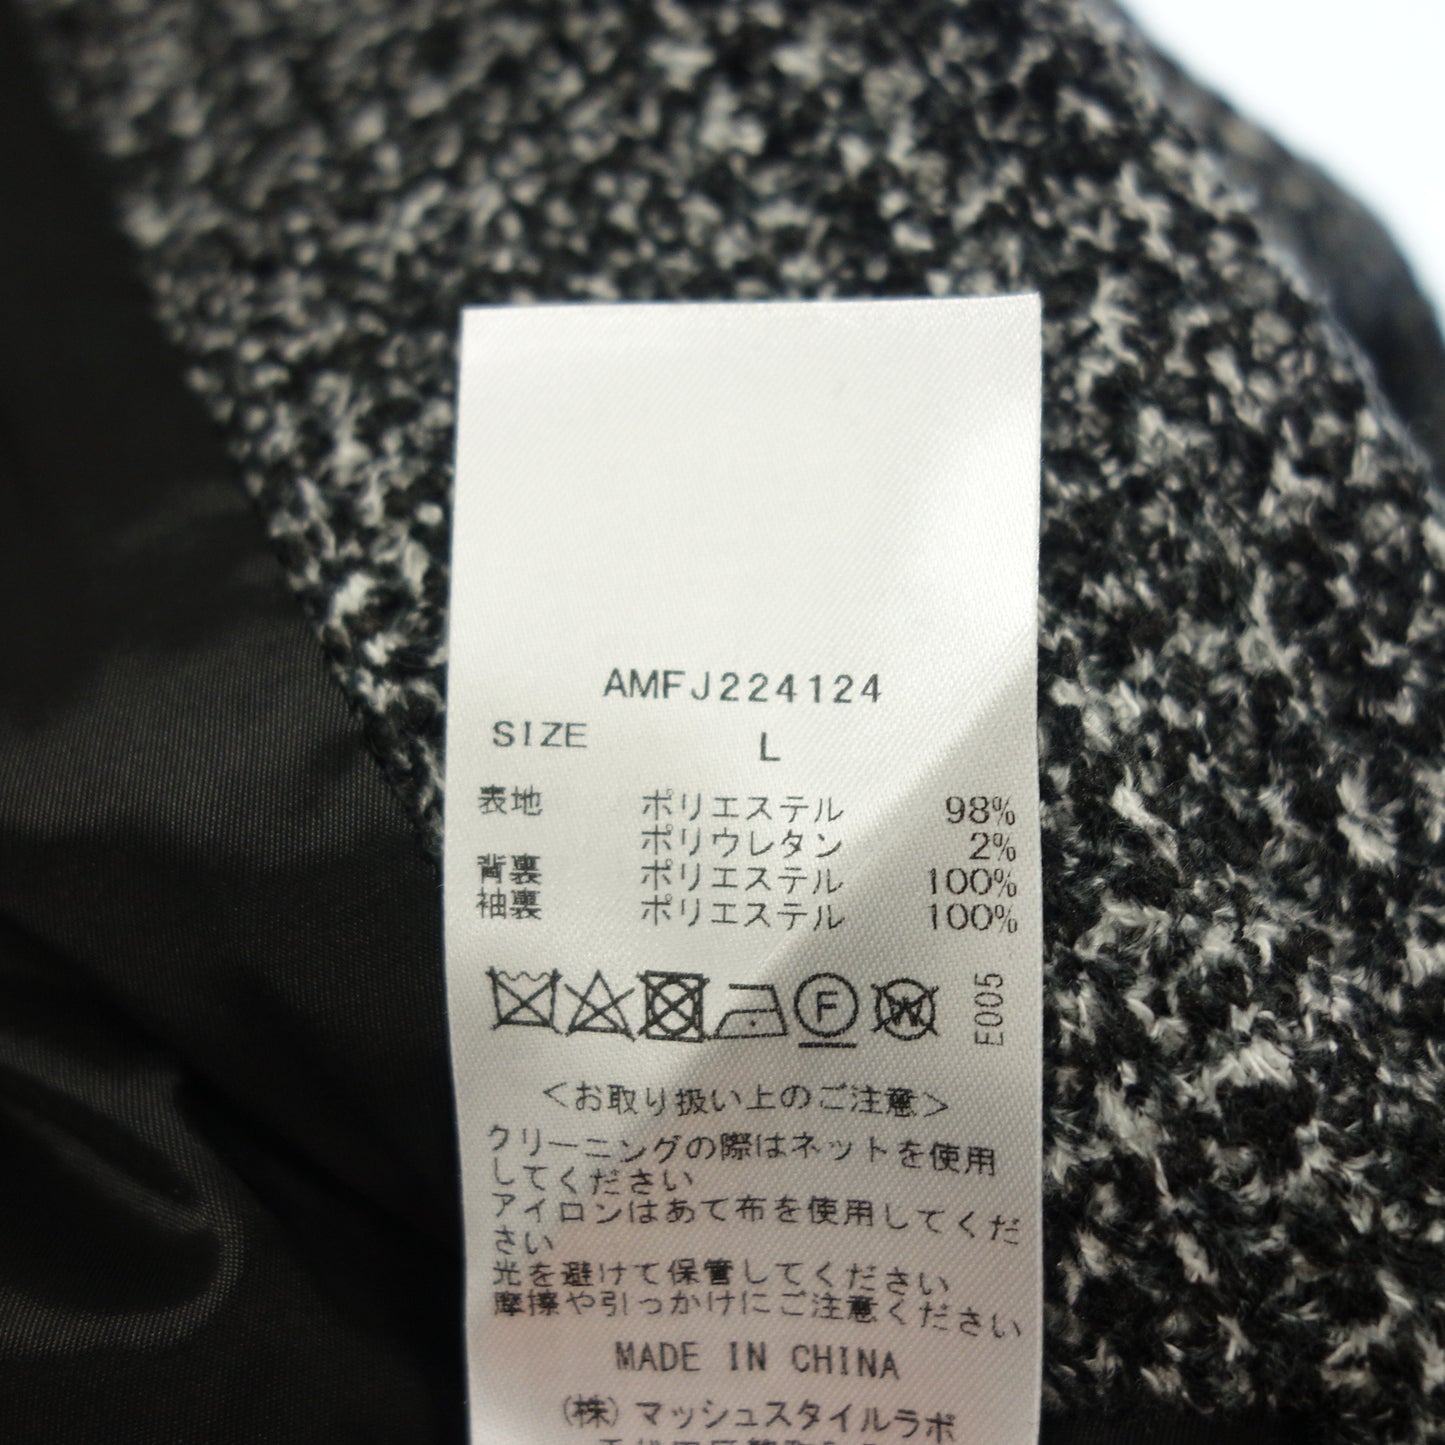 AMFJ224124
SIZE L
表地 ポリエステル 98%
ポリウレタン 2%
背裏 ポリエステル 100%
袖裏 ポリエステル 100%
F W E005
<お取り扱い上のご注意>
クリーニングの際はネットを使用
してください
アイロンはあて布を使用してくだ
さい
光を避けて保管してください
摩擦や引っかけにご注意ください
MADE IN CHINA
(株)マッシュスタイルラボ